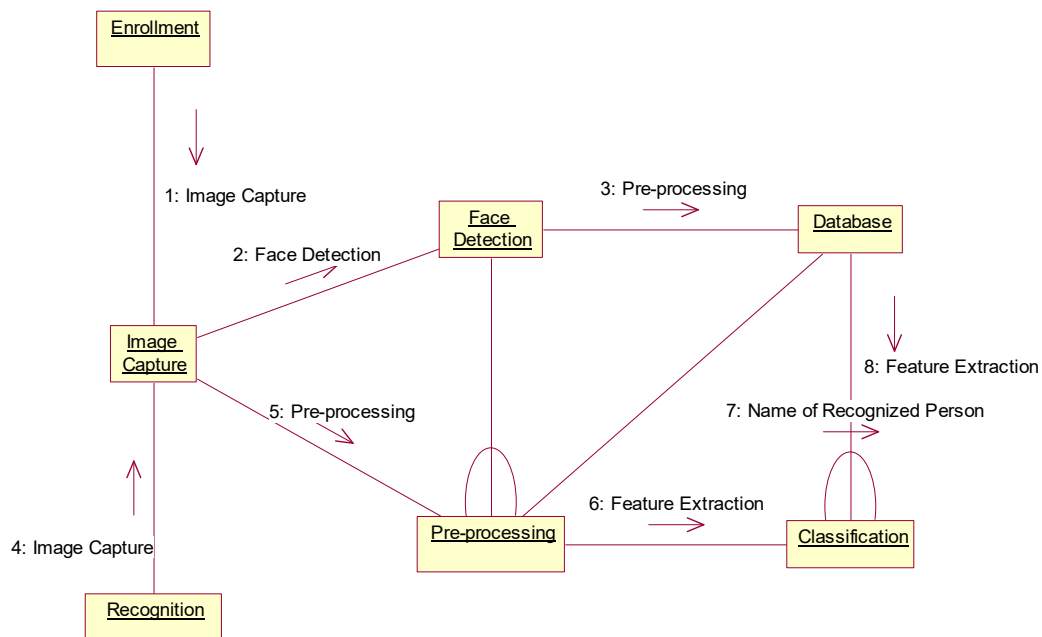 Enrollment
1: Image Capture
3: Pre-processing
Face
Detection
Database
2: Face Detection
Image
Capture
8: Feature Extraction
5: Pre-processing
7: Name of Recognized Person
6: Feature Extraction
Pre-processing
Classification
4: Image Capture
Recognition